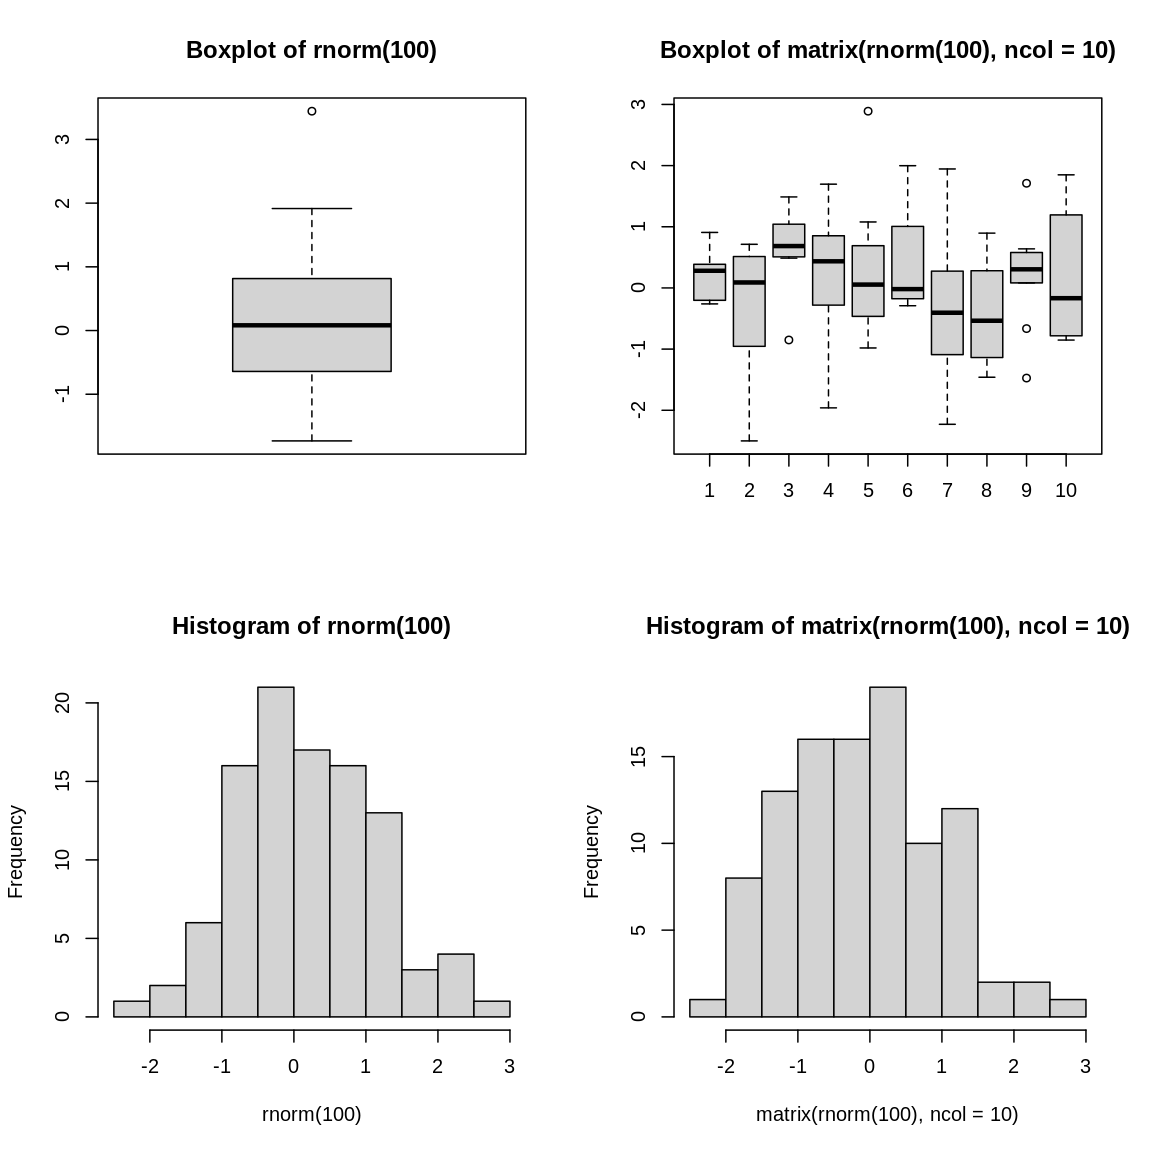 Boxplot of rnorm(100)
3
2
1
0
-1
Boxplot of matrix(rnorm(100), ncol = 10)
3
2
1
0
-1
-2
1 2 3 4 5 6 7 8 9 10
Histogram of rnorm(100)
Frequency
20
15
10
5
0
-2 -1 0 1 2 3
rnorm(100)
Histogram of matrix(rnorm(100), ncol = 10)
Frequency
15
10
5
0
-2 -1 0 1 2 3
matrix(rnorm(100), ncol = 10)